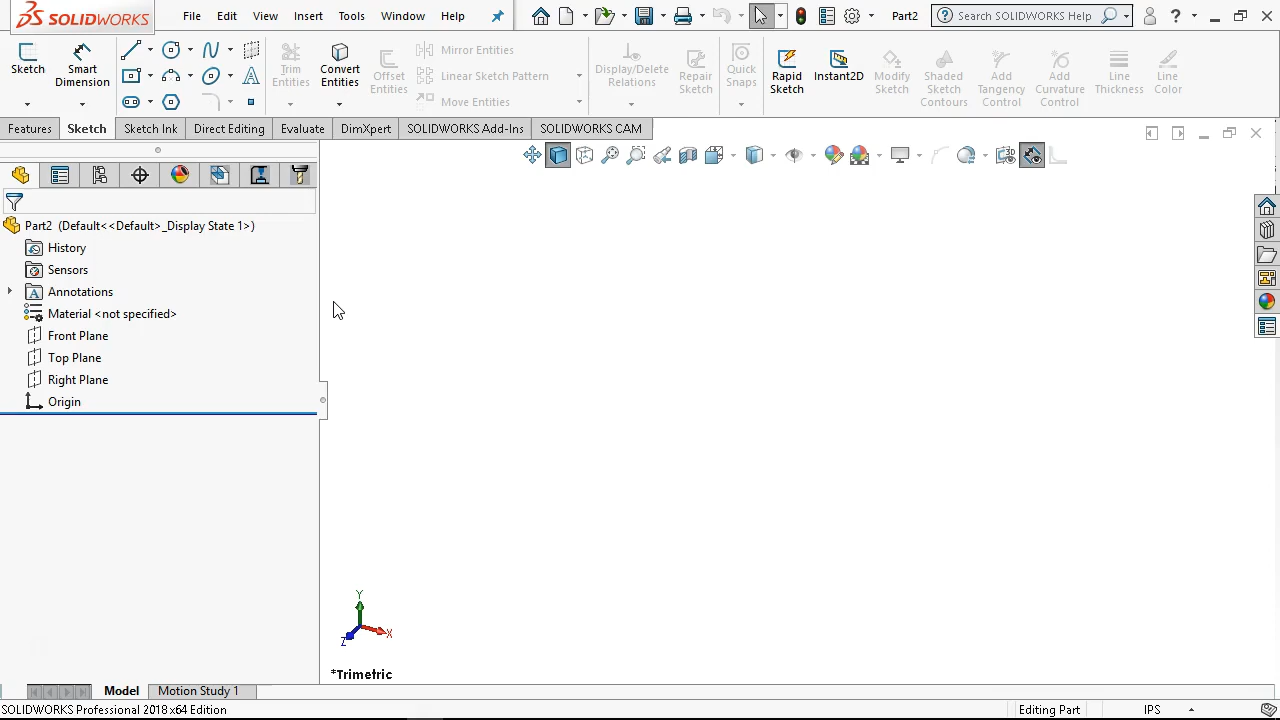 SOLIDWORKS File Edit View Insert Tools Window Help Part2 Search SOLIDWORKS Help
Sketch Smart Dimension Trim Entities Convert Entities Offset Entities Mirror Entities Linear Sketch Pattern Move Entities Display/Delete Relations Repair Sketch Quick Snaps Rapid Sketch Instant2D Modify Sketch Shaded Sketch Contours Add Tangency Control Add Curvature Control Line Thickness Line Color
Features Sketch Sketch Ink Direct Editing Evaluate DimXpert SOLIDWORKS Add-Ins SOLIDWORKS CAM
Part2 (Default<<Default>_Display State 1>)
History
Sensors
Annotations
Material <not specified>
Front Plane
Top Plane
Right Plane
Origin
Y
X
Z
*Trimetric
Model Motion Study 1
SOLIDWORKS Professional 2018 x64 Edition Editing Part IPS